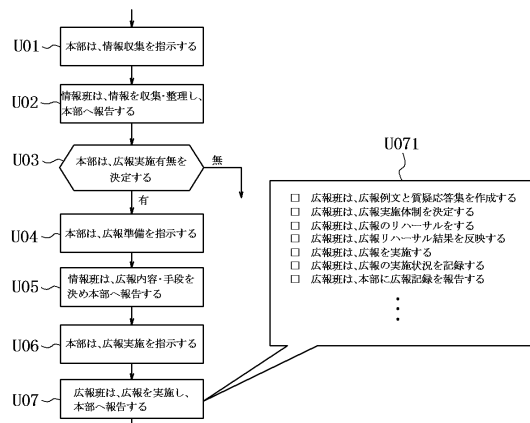 U01
本部は、情報収集を指示する
U02
情報班は、情報を収集・整理し、
本部へ報告する
U03
本部は、広報実施有無を
決定する
無
有
U04
本部は、広報準備を指示する
U05
情報班は、広報内容・手段を
決め本部へ報告する
U06
本部は、広報実施を指示する
U07
広報班は、広報を実施し、
本部へ報告する
U071
□ 広報班は、広報例文と質疑応答集を作成する
□ 広報班は、広報実施体制を決定する
□ 広報班は、広報のリハーサルをする
□ 広報班は、広報リハーサル結果を反映する
□ 広報班は、広報を実施する
□ 広報班は、広報の実施状況を記録する
□ 広報班は、本部に広報記録を報告する